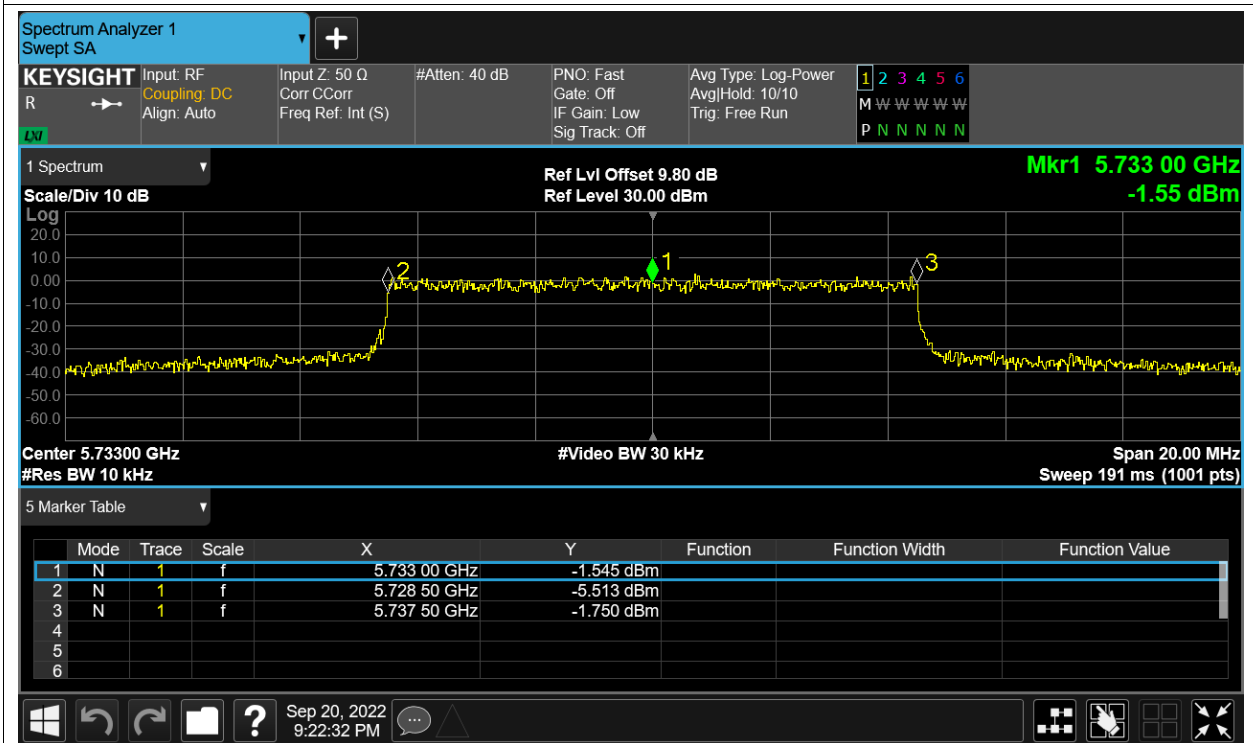 Spectrum Analyzer 1
Swept SA
KEYSIGHT Input: RF Input Z: 50 Ω #Atten: 40 dB PNO: Fast Avg Type: Log-Power 1 2 3 4 5 6
R Coupling: DC Corr CCorr Gate: Off Avg|Hold: 10/10 M W W W W W
Align: Auto Freq Ref: Int (S) IF Gain: Low Trig: Free Run
LXI Sig Track: Off P N N N N N
1 Spectrum Ref Lvl Offset 9.80 dB Mkr1 5.733 00 GHz
Scale/Div 10 dB Ref Level 30.00 dBm -1.55 dBm
Log
20.0
10.0
0.00
-10.0
-20.0
-30.0
-40.0
-50.0
-60.0
2 1 3
Center 5.73300 GHz #Video BW 30 kHz Span 20.00 MHz
#Res BW 10 kHz Sweep 191 ms (1001 pts)
5 Marker Table
Mode Trace Scale X Y Function Function Width Function Value
1 N 1 f 5.733 00 GHz -1.545 dBm
2 N 1 f 5.728 50 GHz -5.513 dBm
3 N 1 f 5.737 50 GHz -1.750 dBm
4
5
6
? Sep 20, 2022
9:22:32 PM